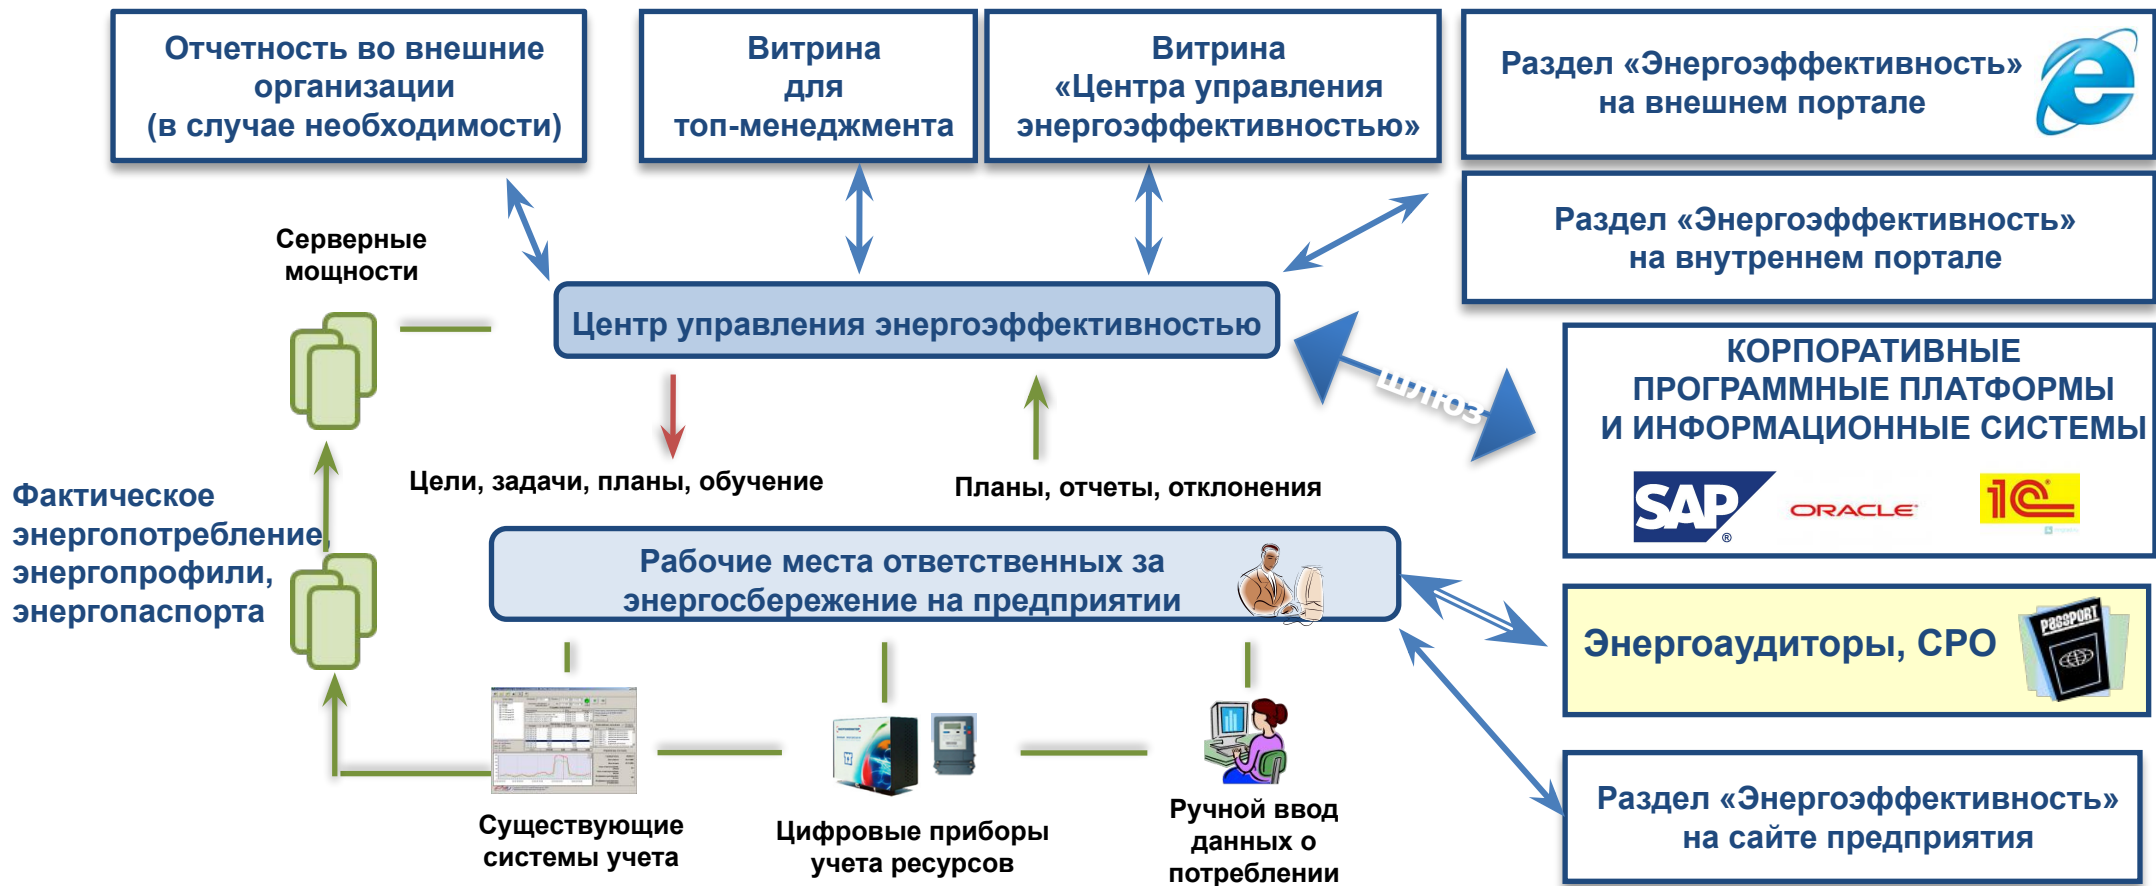 Отчетность во внешние
организации
(в случае необходимости)
Витрина
для
топ-менеджмента
Витрина
«Центра управления
энергоэффективностью»
Раздел «Энергоэффективность»
на внешнем портале
Раздел «Энергоэффективность»
на внутреннем портале
Серверные
мощности
Центр управления энергоэффективностью
шлюз
КОРПОРАТИВНЫЕ
ПРОГРАММНЫЕ ПЛАТФОРМЫ
И ИНФОРМАЦИОННЫЕ СИСТЕМЫ
SAP ®
ORACLE
1С
Цели, задачи, планы, обучение
Планы, отчеты, отклонения
Фактическое
энергопотребление,
энергопрофили,
энергопаспорта
Рабочие места ответственных за
энергосбережение на предприятии
Энергоаудиторы, СРО
PASSPORT
Существующие
системы учета
Цифровые приборы
учета ресурсов
Ручной ввод
данных о
потреблении
Раздел «Энергоэффективность»
на сайте предприятия